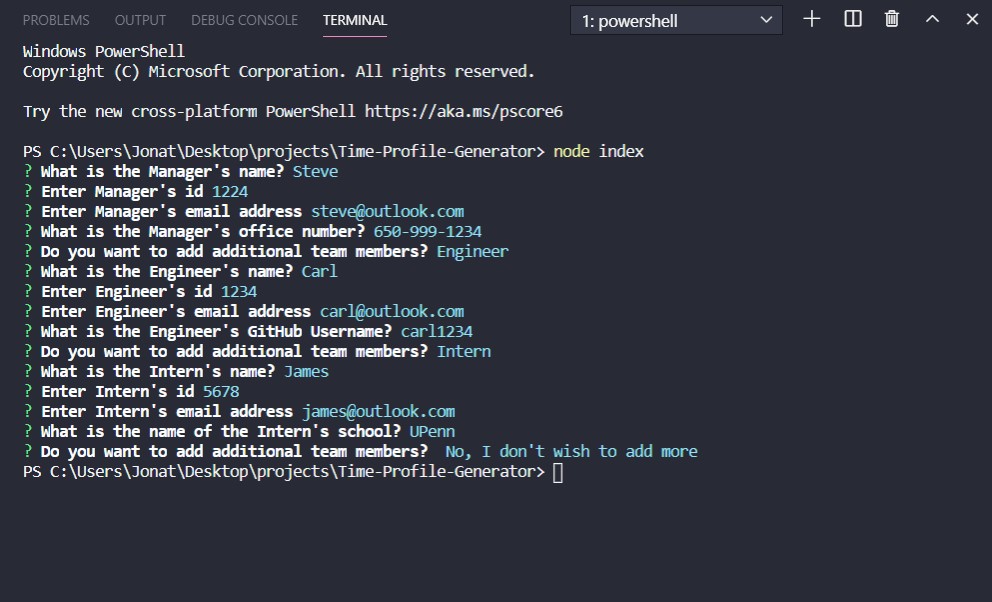 PROBLEMS OUTPUT DEBUG CONSOLE TERMINAL 1: powershell
Windows PowerShell
Copyright (C) Microsoft Corporation. All rights reserved.
Try the new cross-platform PowerShell https://aka.ms/pscore6
PS C:\Users\Jonat\Desktop\projects\Time-Profile-Generator> node index
? What is the Manager's name? Steve
? Enter Manager's id 1224
? Enter Manager's email address steve@outlook.com
? What is the Manager's office number? 650-999-1234
? Do you want to add additional team members? Engineer
? What is the Engineer's name? Carl
? Enter Engineer's id 1234
? Enter Engineer's email address carl@outlook.com
? What is the Engineer's GitHub Username? carl1234
? Do you want to add additional team members? Intern
? What is the Intern's name? James
? Enter Intern's id 5678
? Enter Intern's email address james@outlook.com
? What is the name of the Intern's school? UPenn
? Do you want to add additional team members?  No, I don't wish to add more
PS C:\Users\Jonat\Desktop\projects\Time-Profile-Generator>